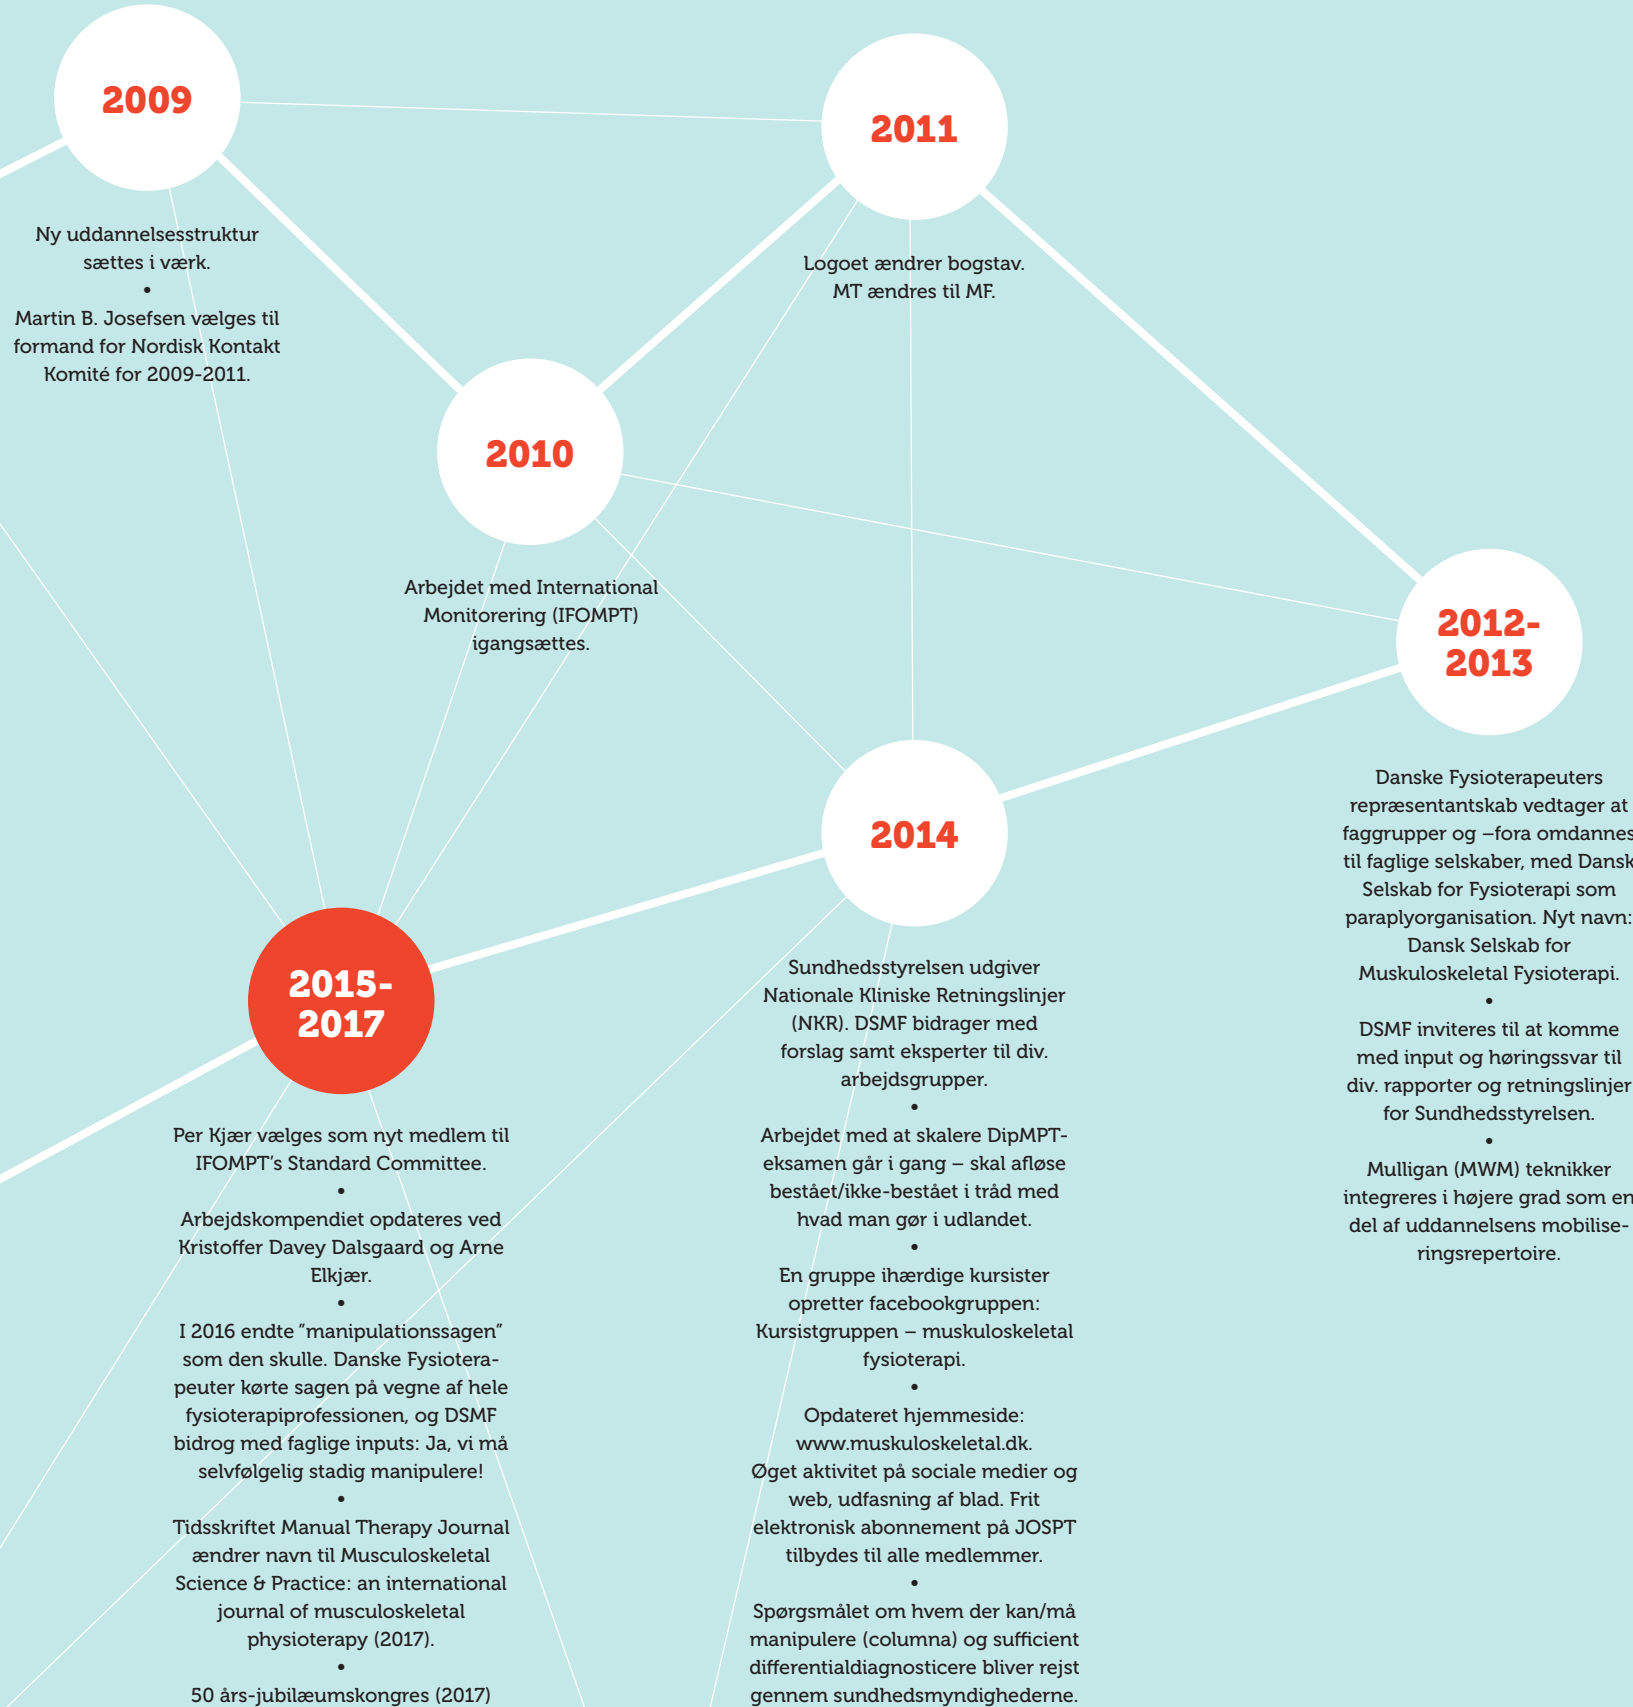 2009
Ny uddannelsesstruktur
sættes i værk.
•
Martin B. Josefsen vælges til
formand for Nordisk Kontakt
Komité for 2009-2011.
2010
Arbejdet med International
Monitorering (IFOMPT)
igangsættes.
2011
Logoet ændrer bogstav.
MT ændres til MF.
2012-
2013
Danske Fysioterapeuters
repræsentantskab vedtager at
faggrupper og –fora omdannes
til faglige selskaber, med Dansk
Selskab for Fysioterapi som
paraplyorganisation. Nyt navn:
Dansk Selskab for
Muskuloskeletal Fysioterapi.
•
DSMF inviteres til at komme
med input og høringssvar til
div. rapporter og retningslinjer
for Sundhedsstyrelsen.
•
Mulligan (MWM) teknikker
integreres i højere grad som en
del af uddannelsens mobilise-
ringsrepertoire.
2014
Sundhedsstyrelsen udgiver
Nationale Kliniske Retningslinjer
(NKR). DSMF bidrager med
forslag samt eksperter til div.
arbejdsgrupper.
•
Arbejdet med at skalere DipMPT-
eksamen går i gang – skal afløse
bestået/ikke-bestået i tråd med
hvad man gør i udlandet.
•
En gruppe ihærdige kursister
opretter facebookgruppen:
Kursistgruppen – muskuloskeletal
fysioterapi.
•
Opdateret hjemmeside:
www.muskuloskeletal.dk.
Øget aktivitet på sociale medier og
web, udfasning af blad. Frit
elektronisk abonnement på JOSPT
tilbydes til alle medlemmer.
•
Spørgsmålet om hvem der kan/må
manipulere (columna) og sufficient
differentialdiagnosticere bliver rejst
gennem sundhedsmyndighederne.
2015-
2017
Per Kjær vælges som nyt medlem til
IFOMPT’s Standard Committee.
•
Arbejdskompendiet opdateres ved
Kristoffer Davey Dalsgaard og Arne
Elkjær.
•
I 2016 endte ”manipulationssagen”
som den skulle. Danske Fysiotera-
peuter kørte sagen på vegne af hele
fysioterapiprofessionen, og DSMF
bidrog med faglige inputs: Ja, vi må
selvfølgelig stadig manipulere!
•
Tidsskriftet Manual Therapy Journal
ændrer navn til Musculoskeletal
Science & Practice: an international
journal of musculoskeletal
physioterapy (2017).
•
50 års-jubilæumskongres (2017)